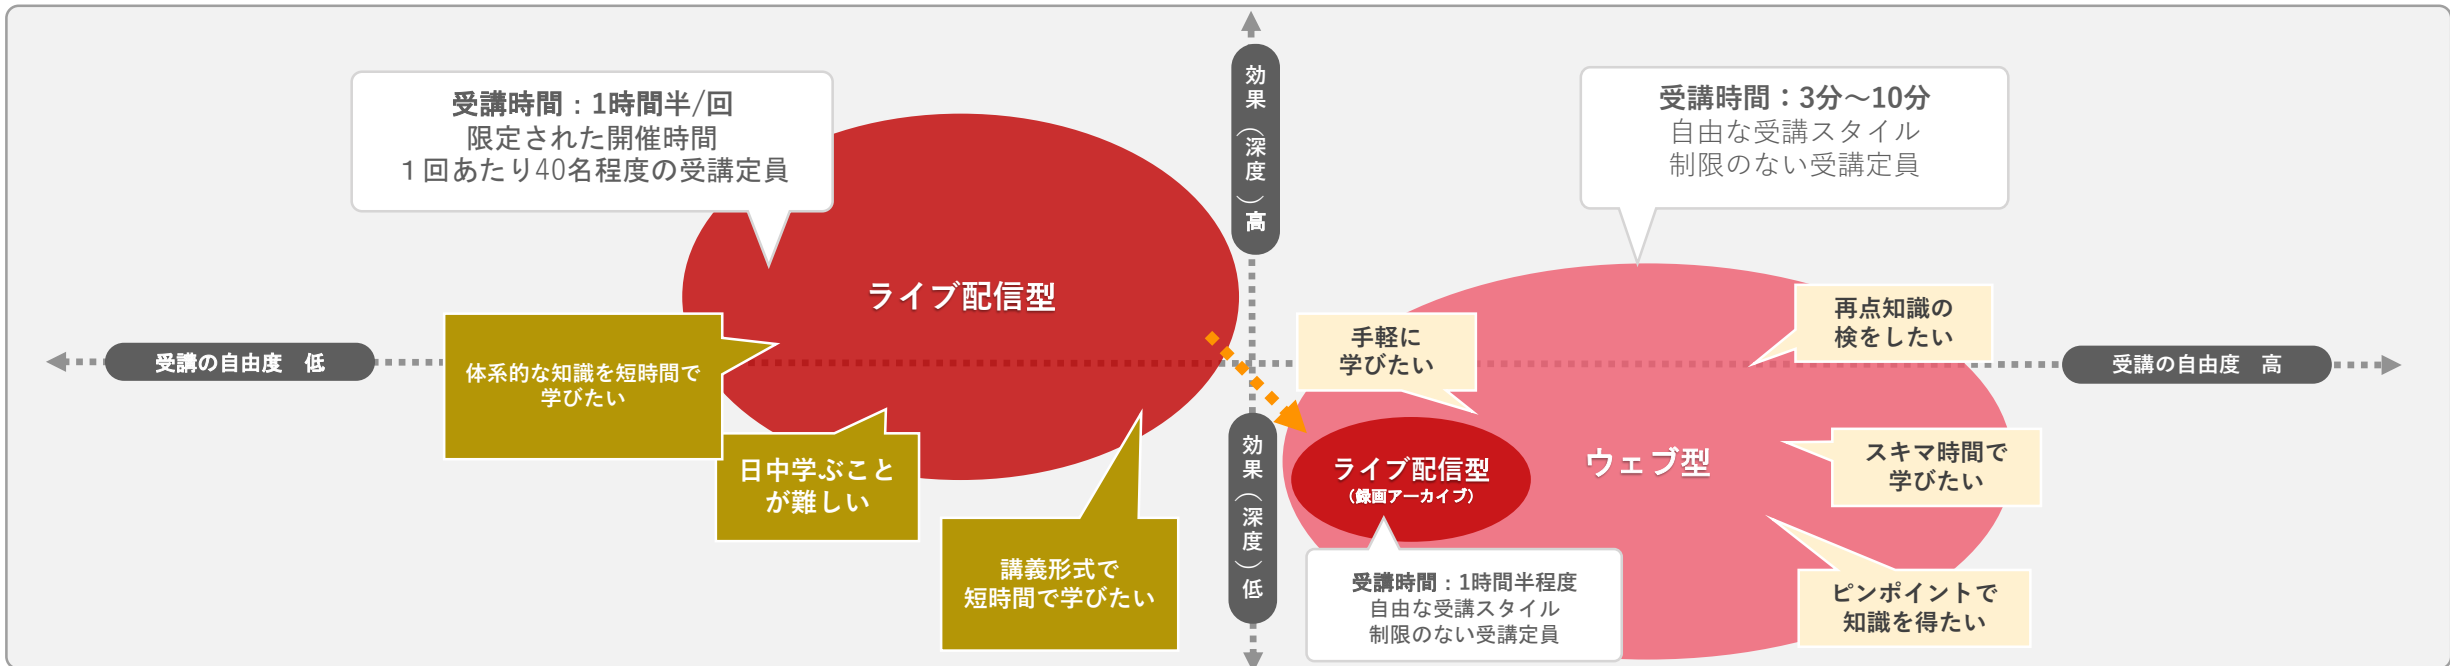 受講時間：1時間半/回
限定された開催時間
１回あたり40名程度の受講定員
効果（深度）高
受講時間：3分～10分
自由な受講スタイル
制限のない受講定員
ライブ配信型
再点知識の
検をしたい
手軽に
学びたい
受講の自由度　低
受講の自由度　高
体系的な知識を短時間で
学びたい
日中学ぶこと
が難しい
講義形式で
短時間で学びたい
効果（深度）低
ライブ配信型
（録画アーカイブ）
ウェブ型
スキマ時間で
学びたい
受講時間：1時間半程度
自由な受講スタイル
制限のない受講定員
ピンポイントで
知識を得たい